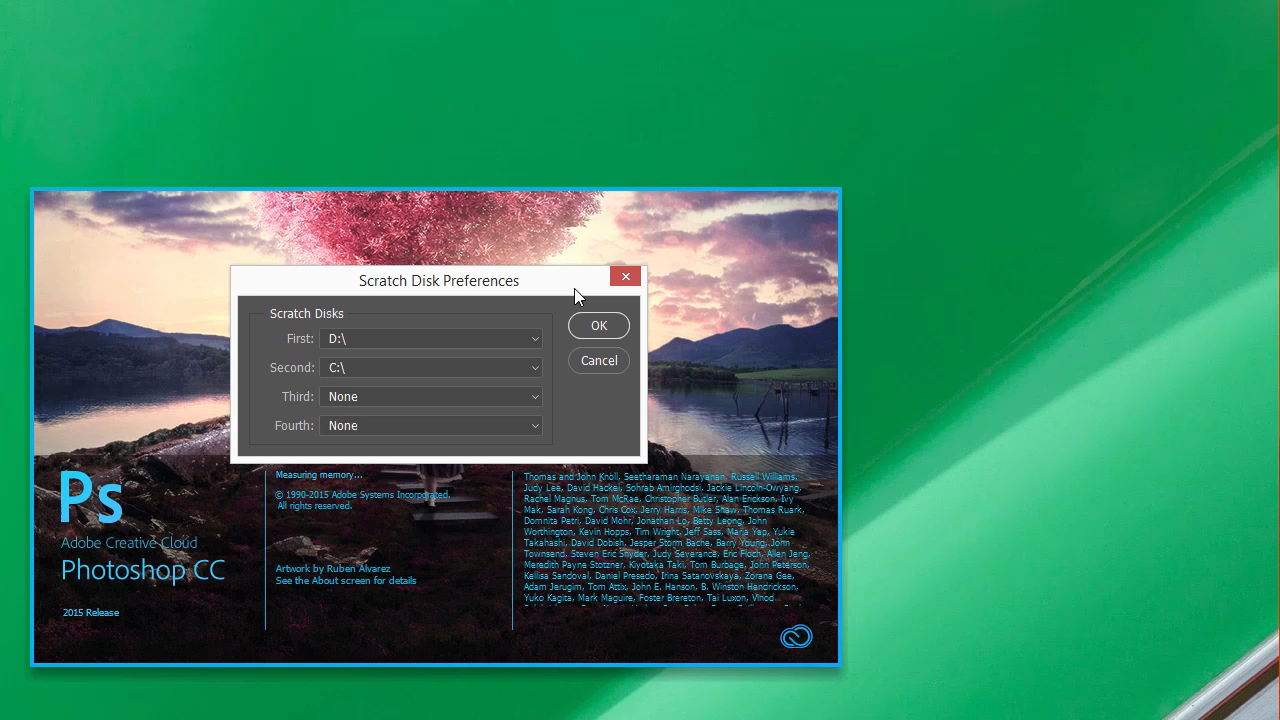 Scratch Disk Preferences
Scratch Disks
First: D:\
Second: C:\
Third: None
Fourth: None
OK
Cancel
Ps
Adobe Creative Cloud
Photoshop CC
2015 Release
Measuring memory...
© 1990-2015 Adobe Systems Incorporated.
All rights reserved.
Artwork by Ruben Alvarez
See the About screen for details
Thomas and John Knoll, Seetharaman Narayanan, Russell Williams,
Judy Lee, David Hackel, Sohrab Amirghodsi, Jackie Lincoln-Owyang,
Rachel Magnus, Tom McRae, Christopher Butler, Alan Erickson, Ivy
Mak, Sarah Kong, Chris Cox, Jerry Harris, Mike Shaw, Thomas Ruark,
Domnita Petri, David Mohr, Jonathan Lo, Betty Leong, John
Worthington, Kevin Hopps, Tim Wright, Jeff Sass, Maria Yap, Yukie
Takahashi, David Dobish, Jesper Storm Bache, Barry Young, John
Townsend, Steven Eric Snyder, Judy Severance, Eric Floch, Allen Jeng,
Meredith Payne Stotzner, Kiyotaka Taki, Tom Burbage, John Peterson,
Kellisa Sandoval, Daniel Presedo, Irina Satanovskaya, Zorana Gee,
Adam Jerugim, Tom Attix, John E. Hanson, B. Winston Hendrickson,
Yuko Kagita, Mark Maguire, Foster Brereton, Tai Luxon, Vinod